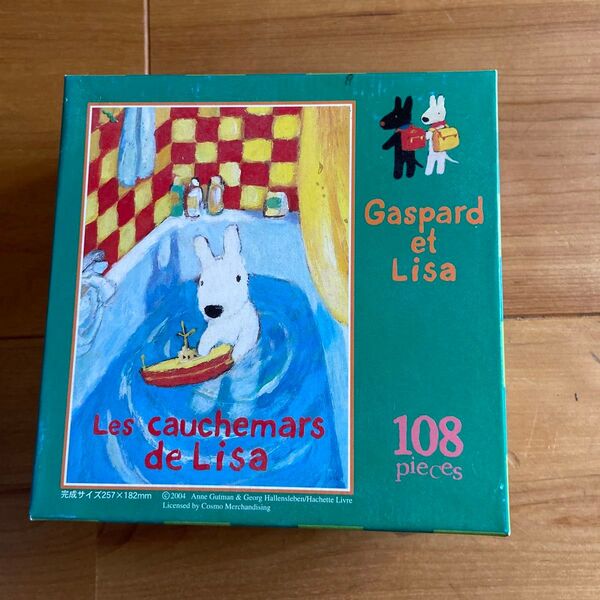 Gaspard
et
Lisa
Les cauchemars
de Lisa
108
pieces
完成サイズ257×182mm
©2004 Anne Gutman & Georg Hallensleben/Hachette Livre
Licensed by Cosmo Merchandising